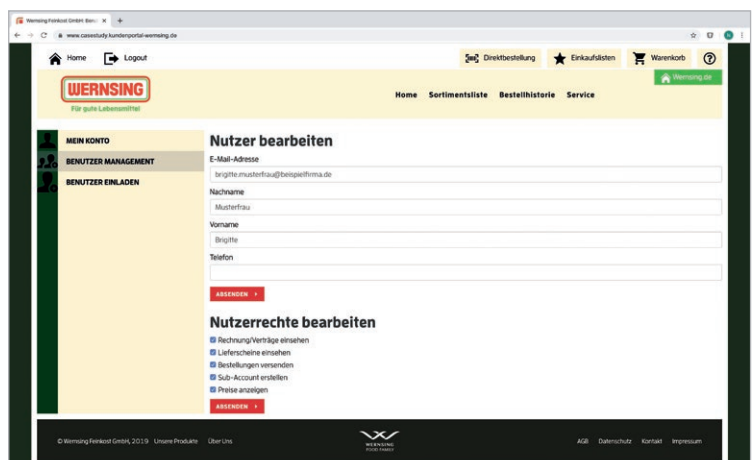 Wernsing Feinkost GmbH: Benu
www.casestudy.kundenportal-wernsing.de
Home Logout Direktbestellung Einkaufslisten Warenkorb
Wernsing.de
WERNSING
Für gute Lebensmittel
Home Sortimentsliste Bestellhistorie Service
MEIN KONTO
BENUTZER MANAGEMENT
BENUTZER EINLADEN
Nutzer bearbeiten
E-Mail-Adresse
brigitte.musterfrau@beispielfirma.de
Nachname
Musterfrau
Vorname
Brigitte
Telefon
ABSENDEN
Nutzerrechte bearbeiten
Rechnung/Verträge einsehen
Lieferscheine einsehen
Bestellungen versenden
Sub-Account erstellen
Preise anzeigen
ABSENDEN
© Wernsing Feinkost GmbH, 2019 Unsere Produkte Über Uns
WERNSING
FOOD FAMILY
AGB Datenschutz Kontakt Impressum